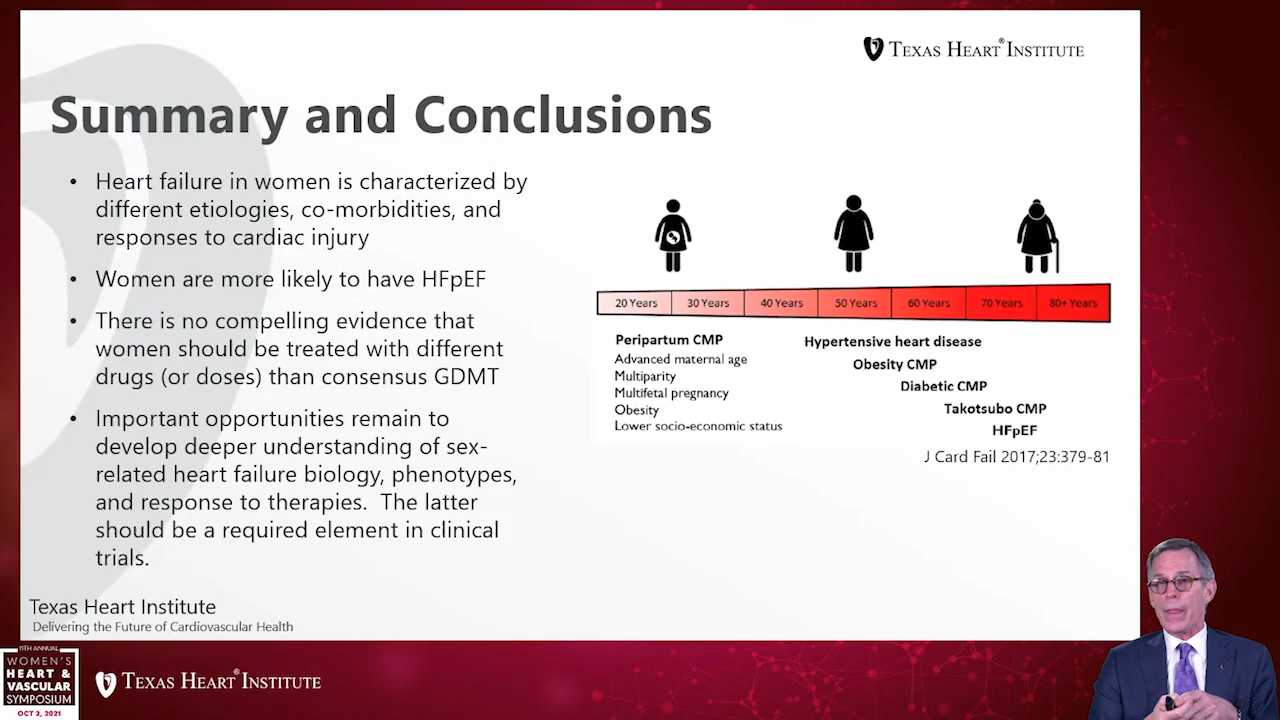 TEXAS HEART® INSTITUTE
Summary and Conclusions
• Heart failure in women is characterized by
different etiologies, co-morbidities, and
responses to cardiac injury
• Women are more likely to have HFpEF
• There is no compelling evidence that
women should be treated with different
drugs (or doses) than consensus GDMT
• Important opportunities remain to
develop deeper understanding of sex-
related heart failure biology, phenotypes,
and response to therapies. The latter
should be a required element in clinical
trials.
20 Years 30 Years 40 Years 50 Years 60 Years 70 Years 80+ Years
Peripartum CMP
Advanced maternal age
Multiparity
Multifetal pregnancy
Obesity
Lower socio-economic status
Hypertensive heart disease
Obesity CMP
Diabetic CMP
Takotsubo CMP
HFpEF
J Card Fail 2017;23:379-81
Texas Heart Institute
Delivering the Future of Cardiovascular Health
11TH ANNUAL
WOMEN'S
HEART &
VASCULAR
SYMPOSIUM
OCT 2, 2021
TEXAS HEART® INSTITUTE